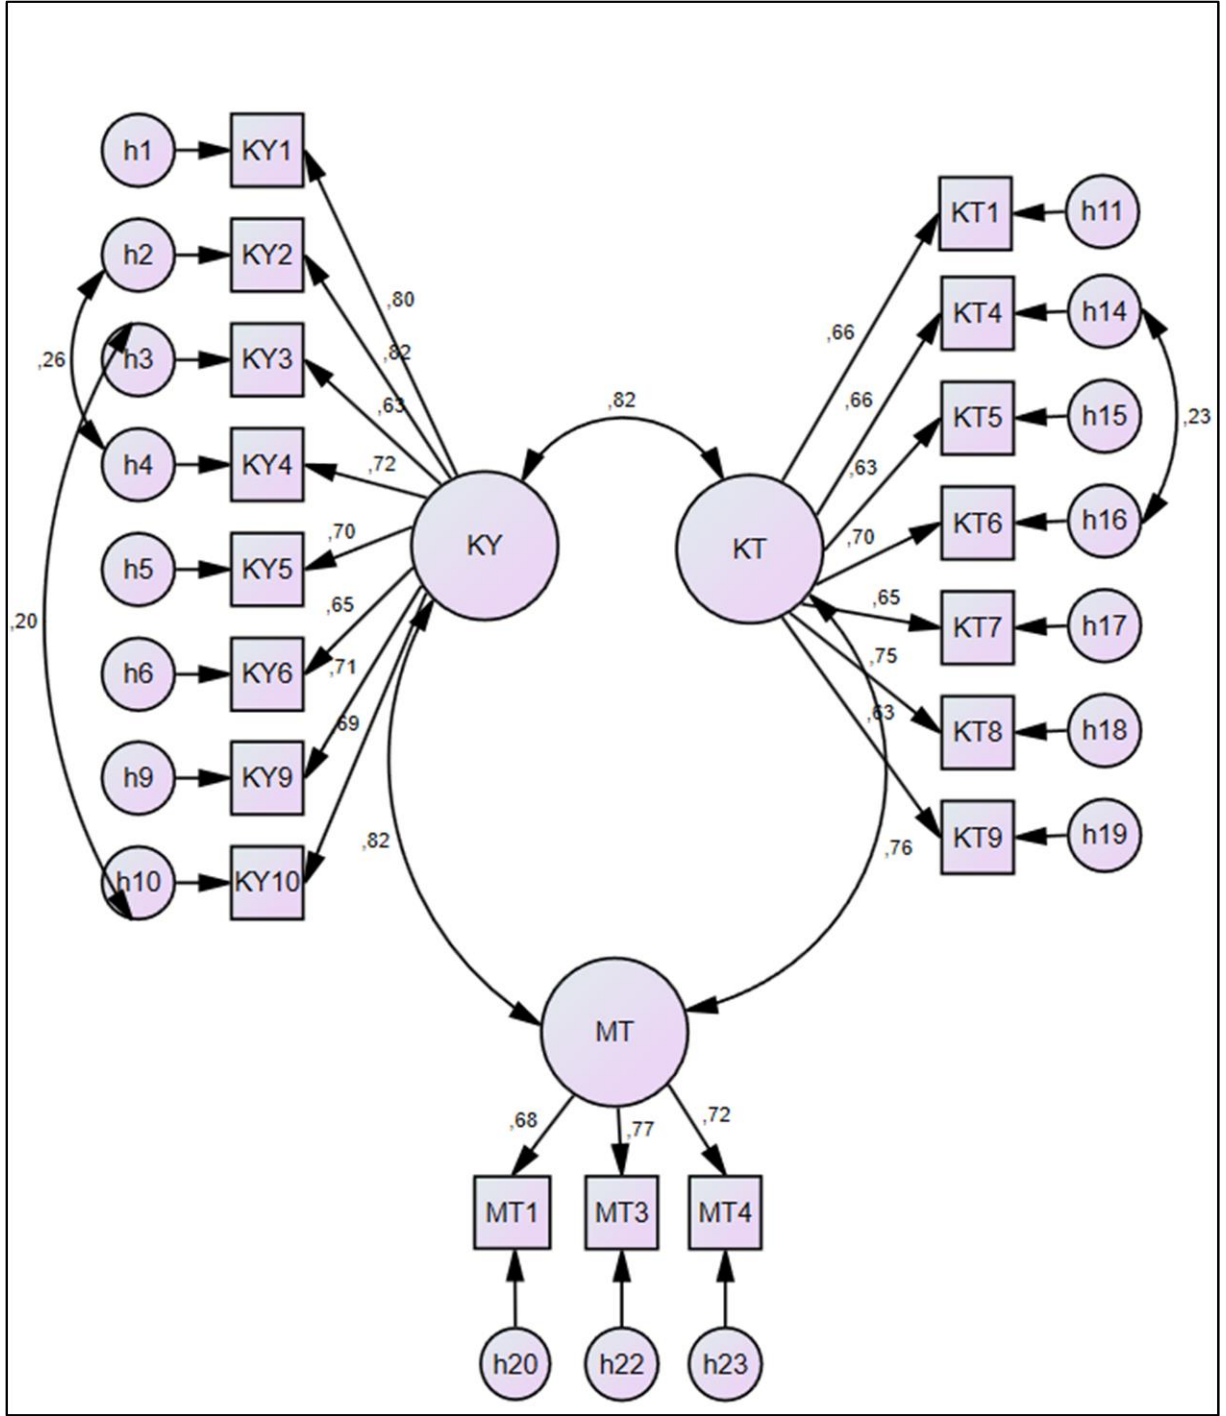 h1 KY1
h2 KY2
h3 KY3
h4 KY4
h5 KY5
h6 KY6
h9 KY9
h10 KY10
,26
,20
,80
,82
,63
,72
,70
,65
,71
,69
KY
,82
KT
,66
,66
,63
,70
,65
,75
,63
KT1 h11
KT4 h14
KT5 h15
KT6 h16
KT7 h17
KT8 h18
KT9 h19
,23
,82
,76
MT
,68
,77
,72
MT1 MT3 MT4
h20 h22 h23